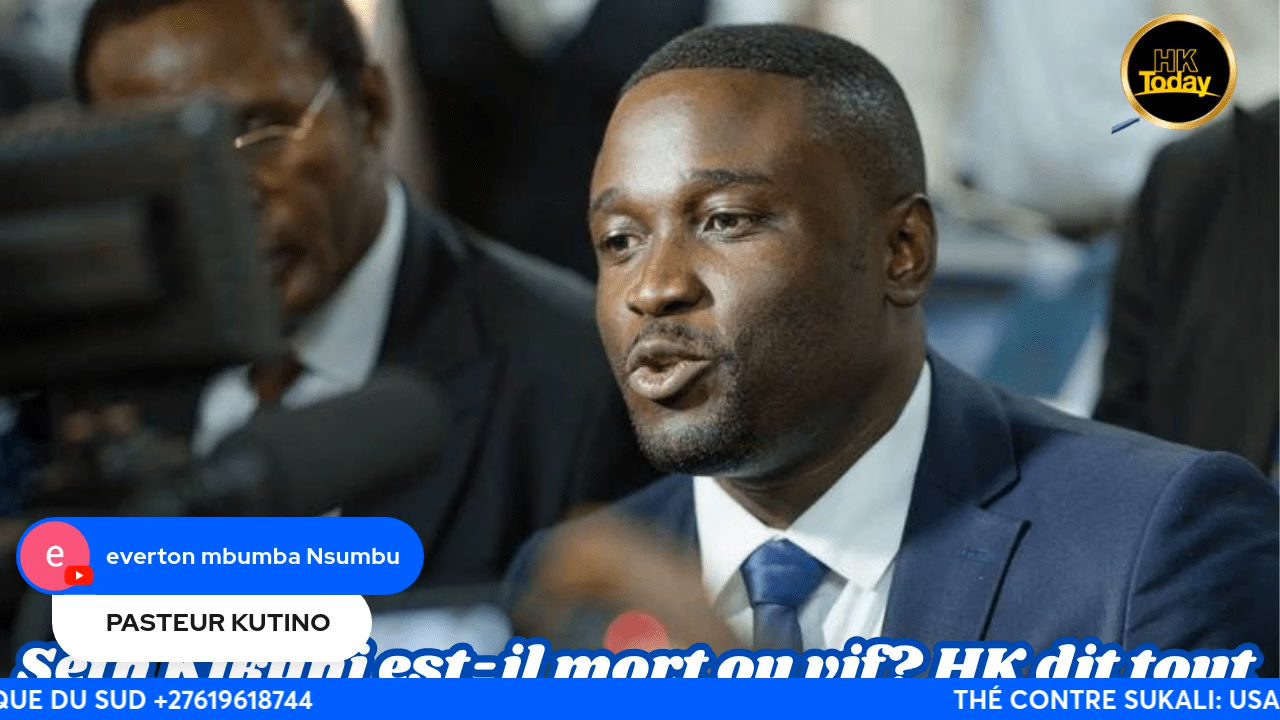 HK
Today
everton mbumba Nsumbu
PASTEUR KUTINO
est-il mort ou vif? HK dit tout
QUE DU SUD +27619618744
THÉ CONTRE SUKALI: USA